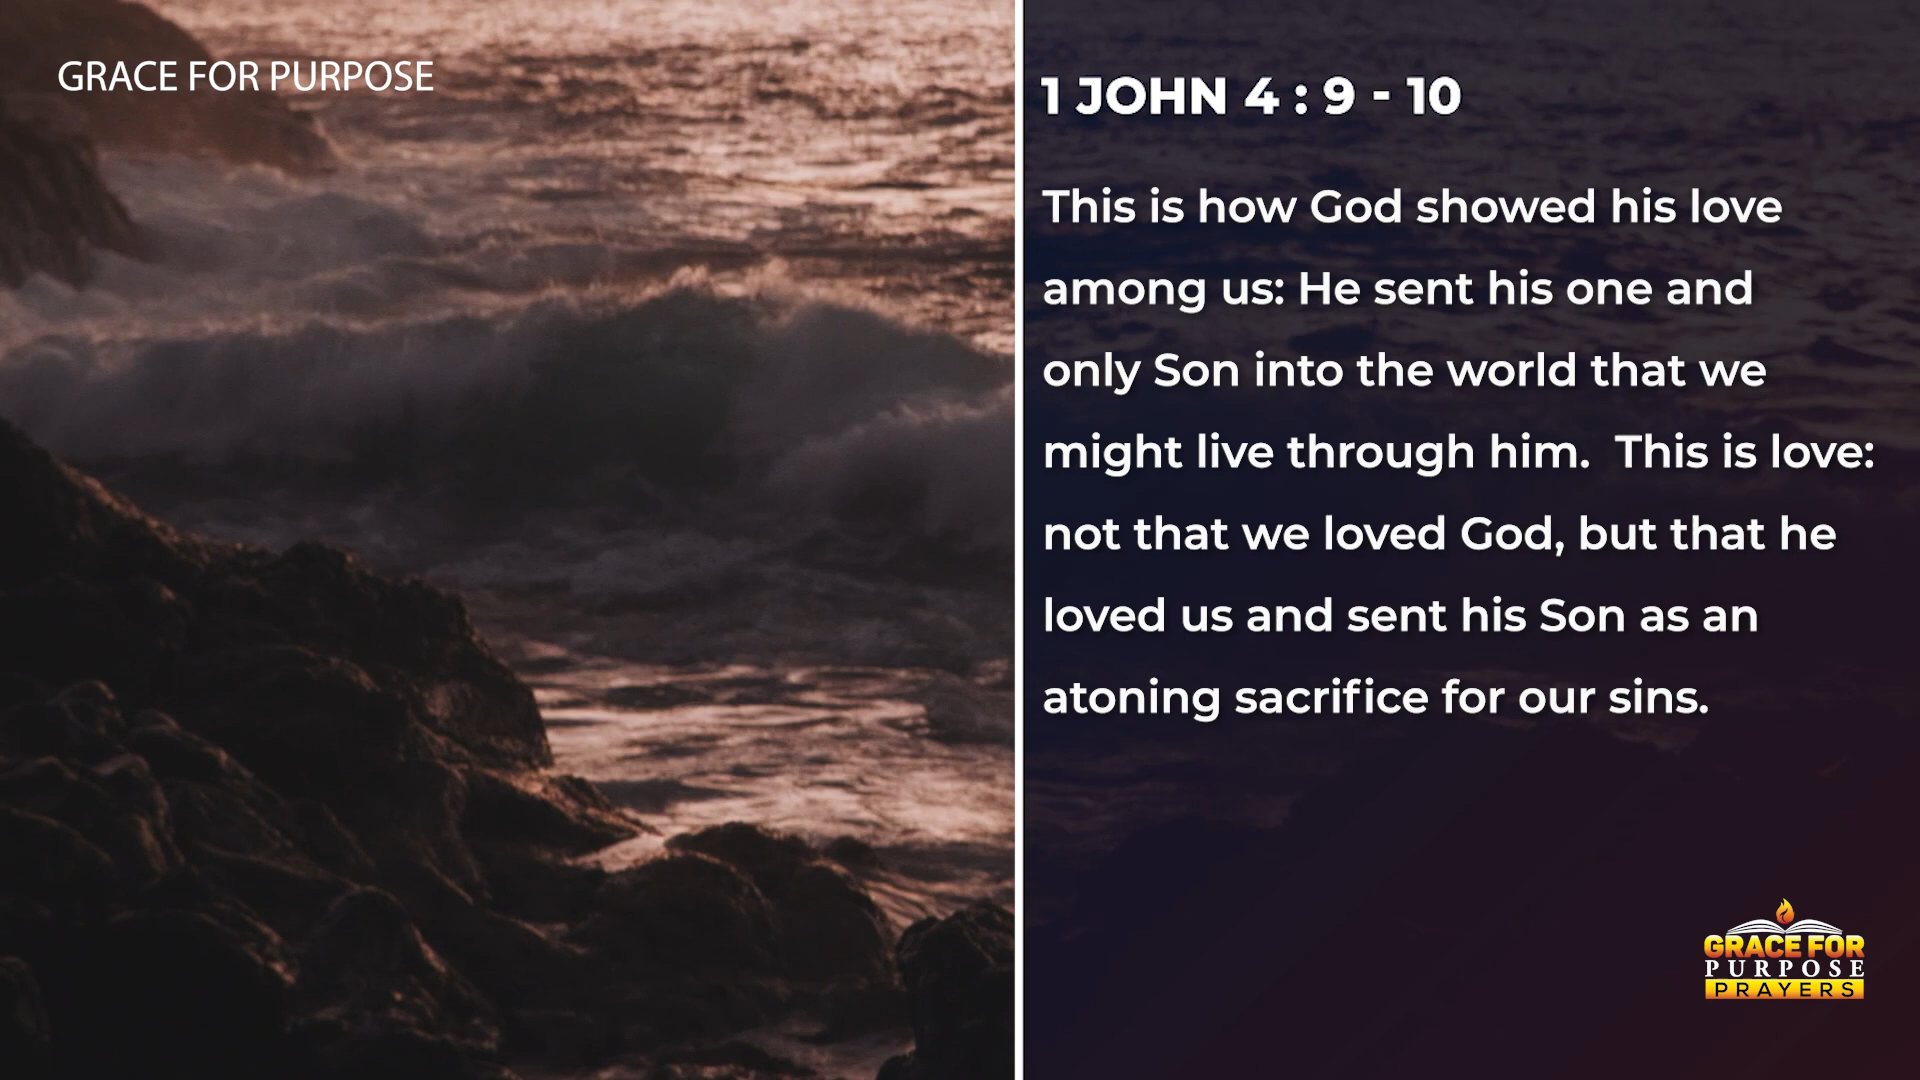 GRACE FOR PURPOSE
1 JOHN 4 : 9 - 10
This is how God showed his love
among us: He sent his one and
only Son into the world that we
might live through him.  This is love:
not that we loved God, but that he
loved us and sent his Son as an
atoning sacrifice for our sins.
GRACE FOR
PURPOSE
PRAYERS